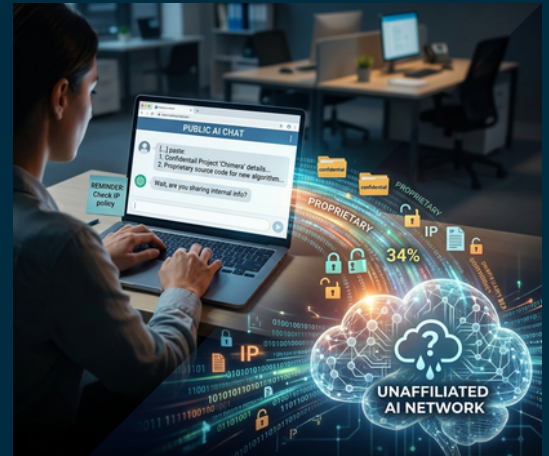 PUBLIC AI CHAT
[...] paste:
1. Confidentail Project 'Chimera' details...
2. Proprietary source code for new algorithm...
Wait, are you sharing internal info?
REMINDER:
Check IP
policy
confidential
confidential
PROPRIETARY
PROPRIETARY
IP
34%
IP
UNAFFILIATED
AI NETWORK